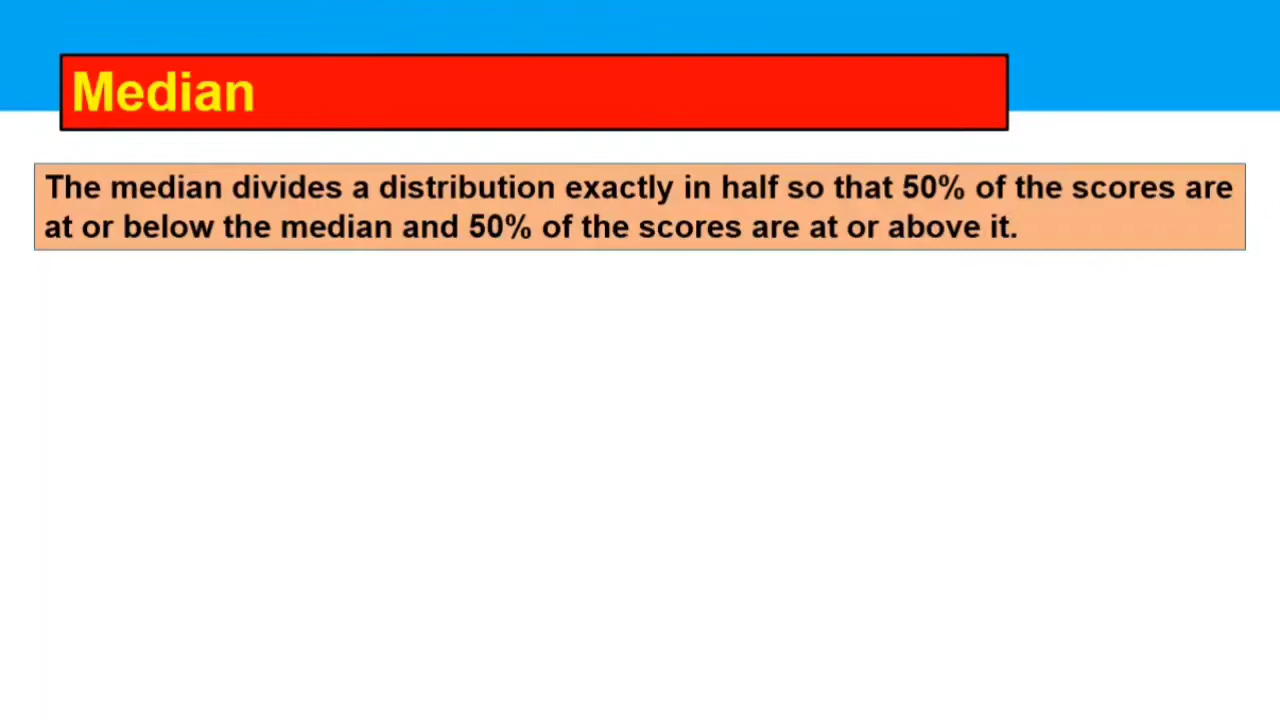 Median
The median divides a distribution exactly in half so that 50% of the scores are
at or below the median and 50% of the scores are at or above it.